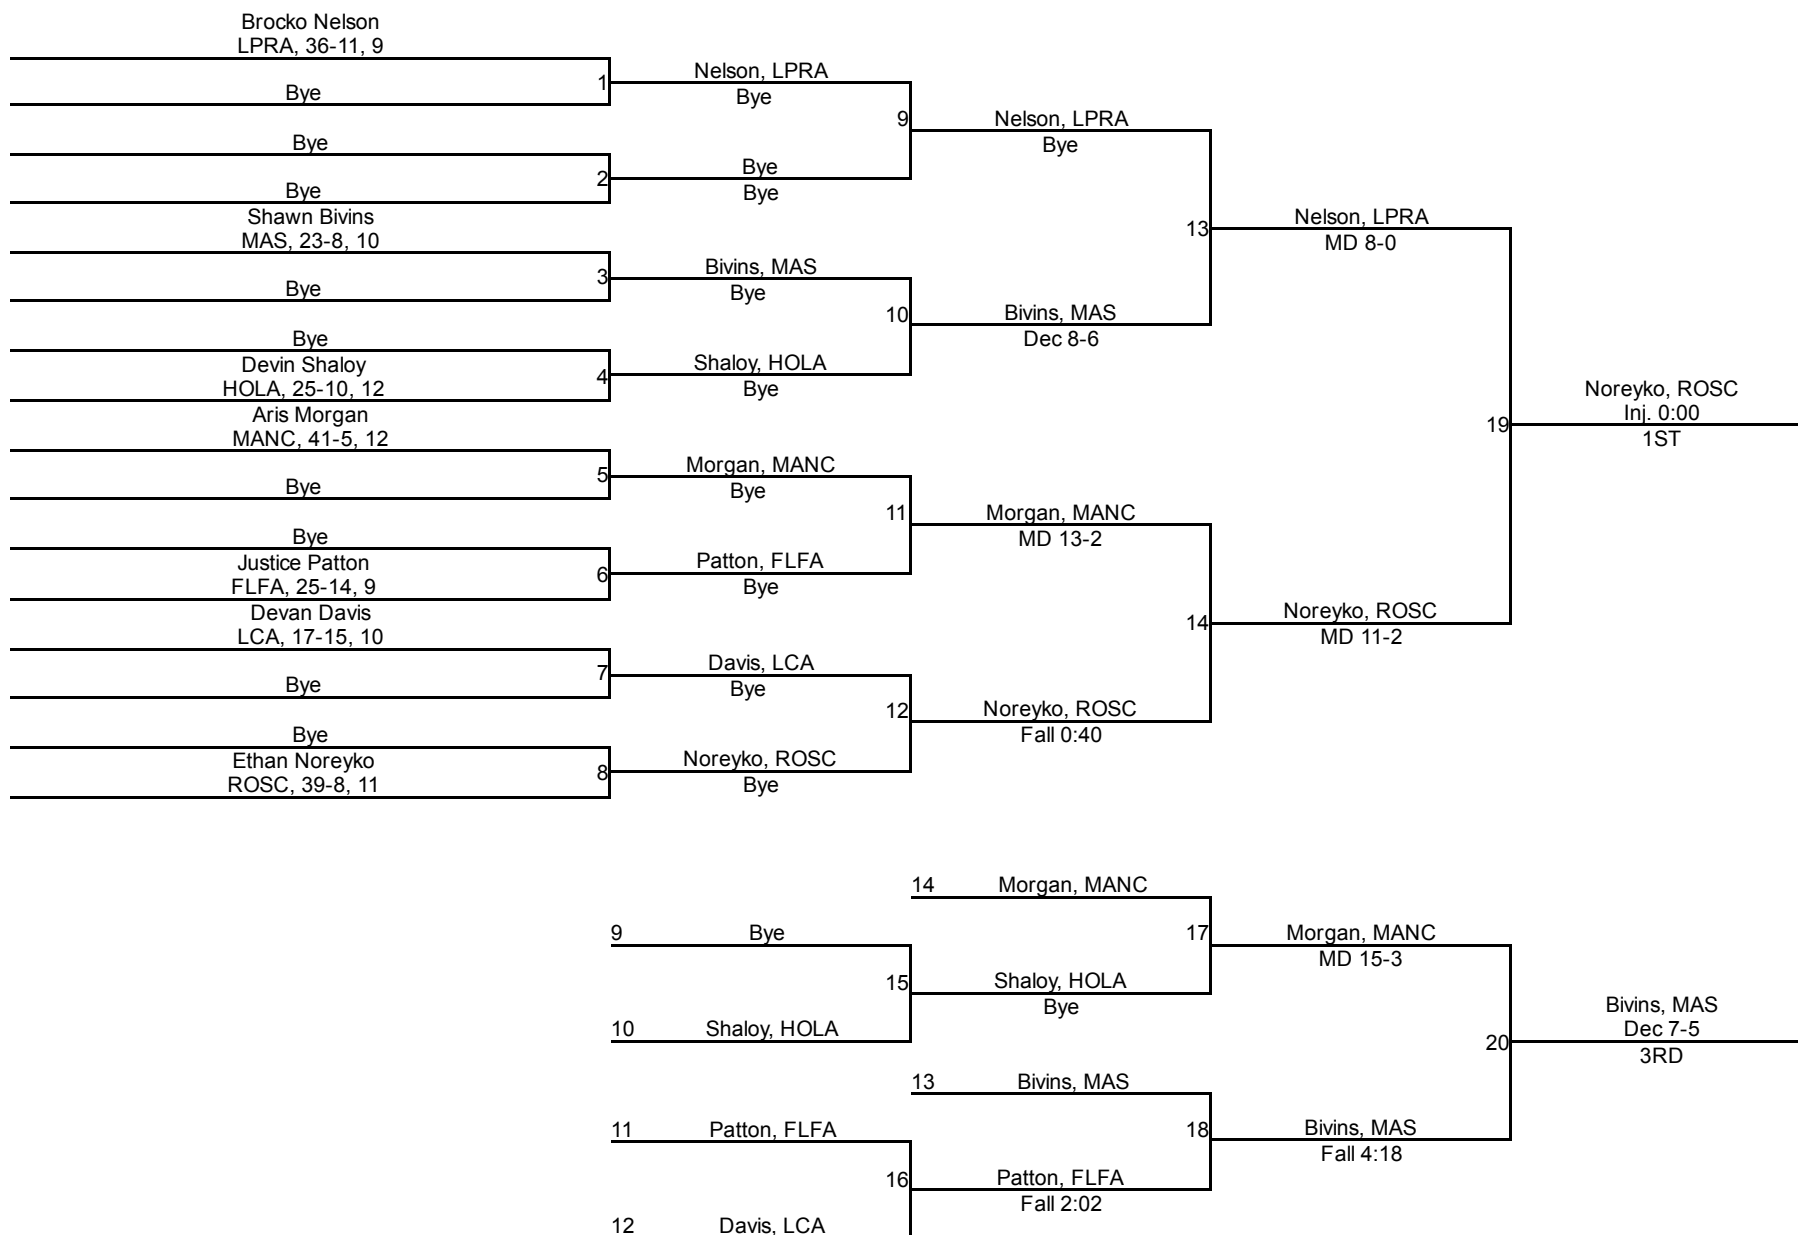 Brocko Nelson
LPRA, 36-11, 9
Bye
Bye
Bye
Shawn Bivins
MAS, 23-8, 10
Bye
Bye
Devin Shaloy
HOLA, 25-10, 12
Aris Morgan
MANC, 41-5, 12
Bye
Bye
Justice Patton
FLFA, 25-14, 9
Devan Davis
LCA, 17-15, 10
Bye
Bye
Ethan Noreyko
ROSC, 39-8, 11
1
2
3
4
5
6
7
8
Nelson, LPRA
Bye
Bye
Bye
Bivins, MAS
Bye
Shaloy, HOLA
Bye
Morgan, MANC
Bye
Patton, FLFA
Bye
Davis, LCA
Bye
Noreyko, ROSC
Bye
9
10
11
12
Nelson, LPRA
Bye
Bivins, MAS
Dec 8-6
Morgan, MANC
MD 13-2
Noreyko, ROSC
Fall 0:40
13
14
Nelson, LPRA
MD 8-0
Noreyko, ROSC
MD 11-2
19
Noreyko, ROSC
Inj. 0:00
1ST
9 Bye
10 Shaloy, HOLA
11 Patton, FLFA
12 Davis, LCA
15
16
14 Morgan, MANC
Shaloy, HOLA
Bye
13 Bivins, MAS
Patton, FLFA
Fall 2:02
17
18
Morgan, MANC
MD 15-3
Bivins, MAS
Fall 4:18
20
Bivins, MAS
Dec 7-5
3RD